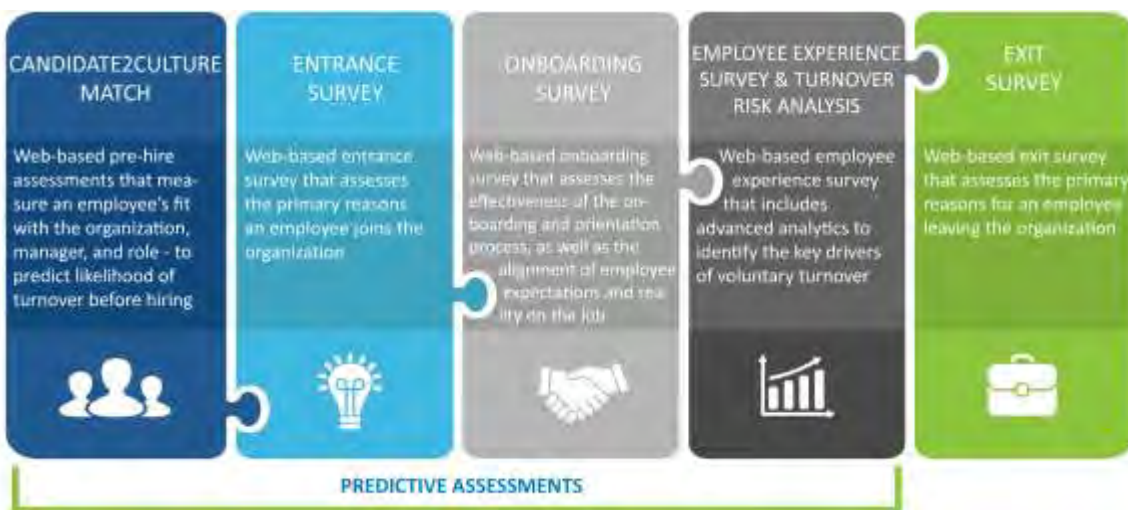 CANDIDATE2CULTURE
MATCH
Web-based pre-hire
assessments that mea-
sure an employee's fit
with the organization,
manager, and role - to
predict likelihood of
turnover before hiring
ENTRANCE
SURVEY
Web-based entrance
survey that assesses
the primary reasons
an employee joins the
organization
ONBOARDING
SURVEY
Web-based onboarding
survey that assesses the
effectiveness of the on-
boarding and orientation
process, as well as the
alignment of employee
expectations and rea-
lity on the job
EMPLOYEE EXPERIENCE
SURVEY & TURNOVER
RISK ANALYSIS
Web-based employee
experience survey
that includes
advanced analytics to
identify the key drivers
of voluntary turnover
EXIT
SURVEY
Web-based exit survey
that assesses the primary
reasons for an employee
leaving the organization
PREDICTIVE ASSESSMENTS